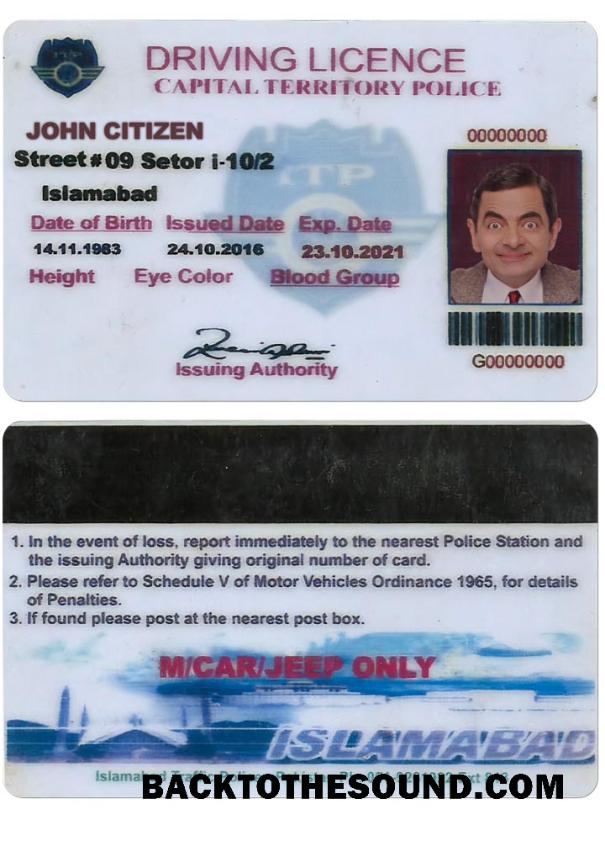 DRIVING LICENCE
CAPITAL TERRITORY POLICE
ITP
JOHN CITIZEN
00000000
Street#09 Setor i-10/2
Islamabad
Date of Birth Issued Date Exp. Date
14.11.1983 24.10.2016 23.10.2021
Height Eye Color Blood Group
Issuing Authority
G00000000
1. In the event of loss, report immediately to the nearest Police Station and
the issuing Authority giving original number of card.
2. Please refer to Schedule V of Motor Vehicles Ordinance 1965, for details
of Penalties.
3. If found please post at the nearest post box.
M/CAR/JEEP ONLY
ISLAMABAD
Islamabad Traffic
BACKTOTHESOUND.COM